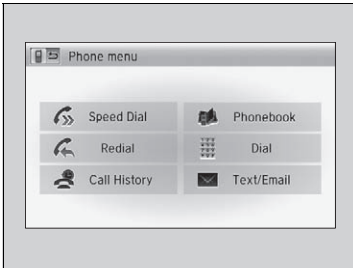 Phone menu
Speed Dial
Phonebook
Redial
Dial
Call History
Text/Email